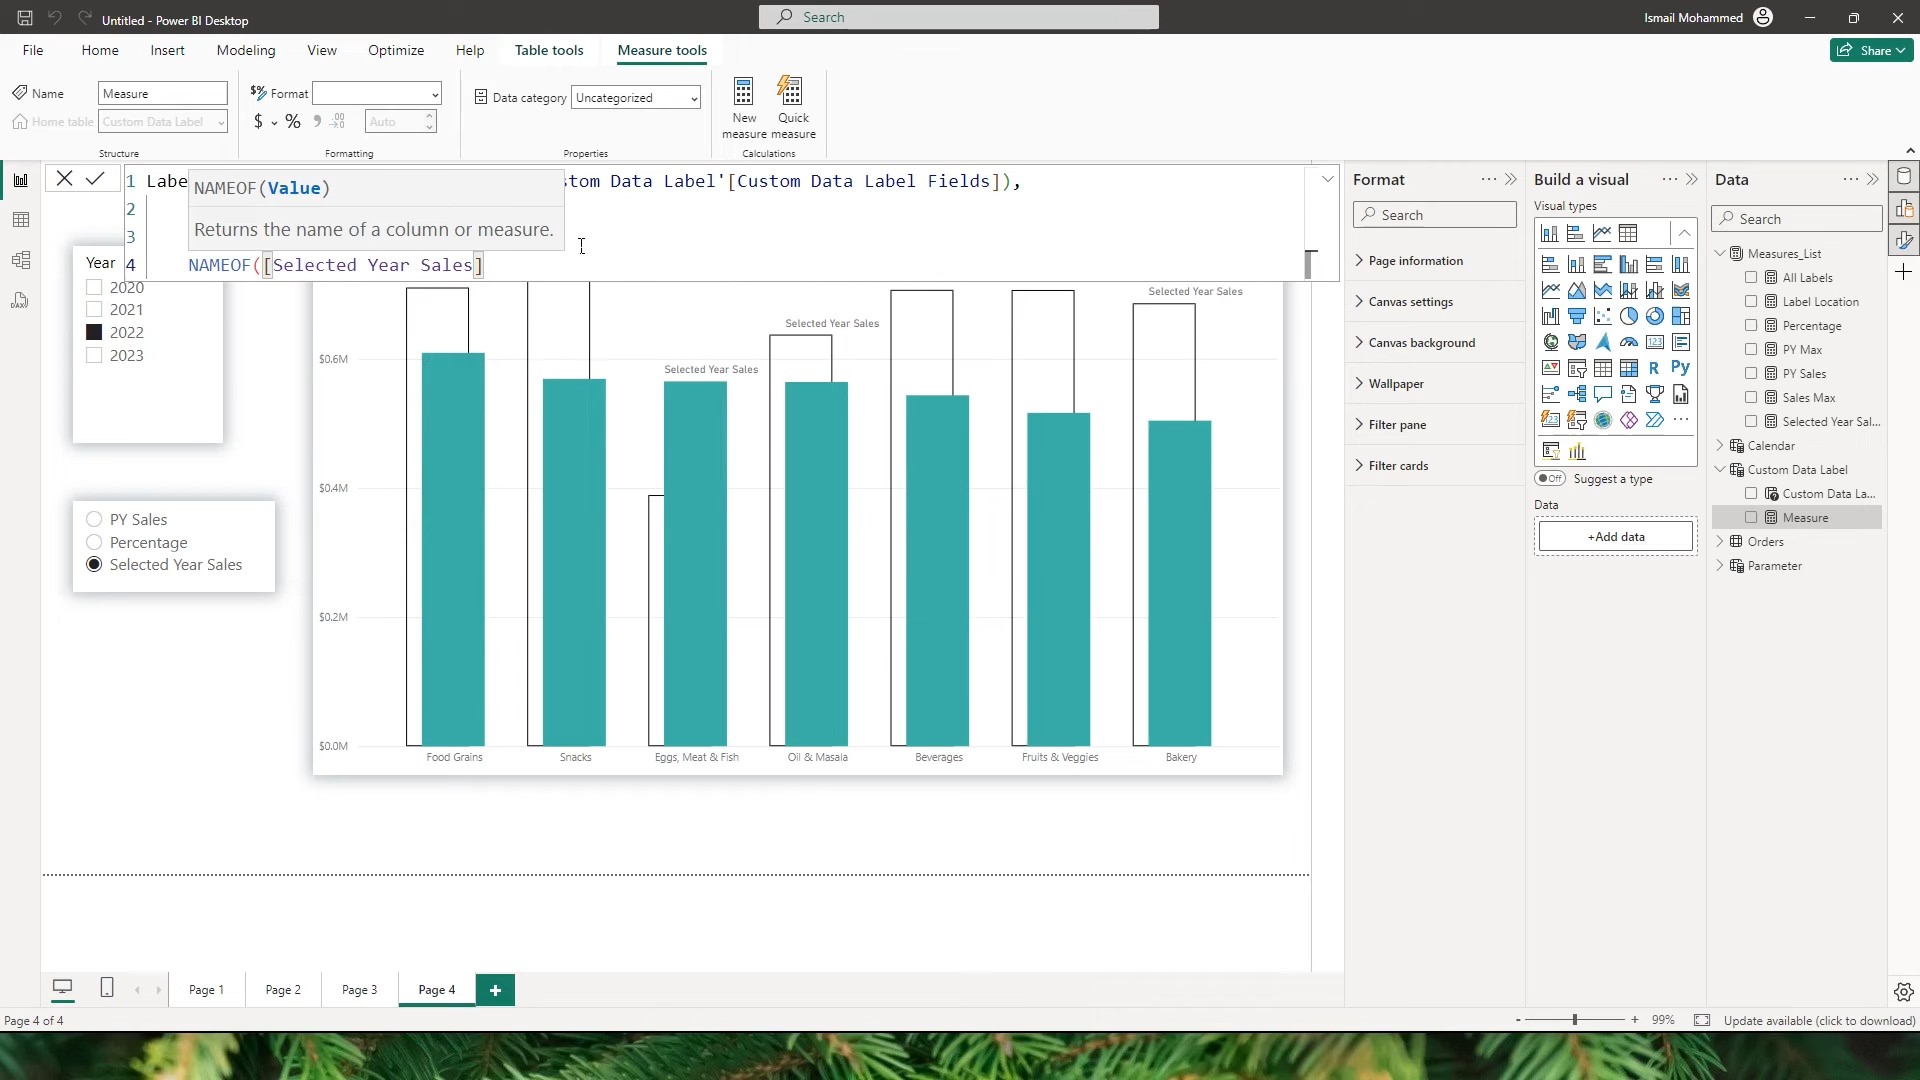 Untitled - Power BI Desktop
Search
Ismail Mohammed
File
Home
Insert
Modeling
View
Optimize
Help
Table tools
Measure tools
Share
Name
Measure
Home table
Custom Data Label
Structure
$% Format
$ % 9 .00
Auto
Formatting
Data category
Uncategorized
Properties
New measure
Quick measure
Calculations
1 Labe
stom Data Label'[Custom Data Label Fields]),
NAMEOF(Value)
2
Returns the name of a column or measure.
3
4 NAMEOF([Selected Year Sales]
Year
2020
2021
2022
2023
PY Sales
Percentage
Selected Year Sales
Selected Year Sales
Selected Year Sales
Selected Year Sales
$0.6M
$0.4M
$0.2M
$0.0M
Food Grains
Snacks
Eggs, Meat & Fish
Oil & Masala
Beverages
Fruits & Veggies
Bakery
Format
Search
Page information
Canvas settings
Canvas background
Wallpaper
Filter pane
Filter cards
Build a visual
Visual types
123
R
Py
123
Off Suggest a type
Data
+Add data
Data
Search
Measures_List
All Labels
Label Location
Percentage
PY Max
PY Sales
Sales Max
Selected Year Sal...
Calendar
Custom Data Label
Custom Data La...
Measure
Orders
Parameter
DAX
Page 1
Page 2
Page 3
Page 4
+
Page 4 of 4
- + 99%
Update available (click to download)